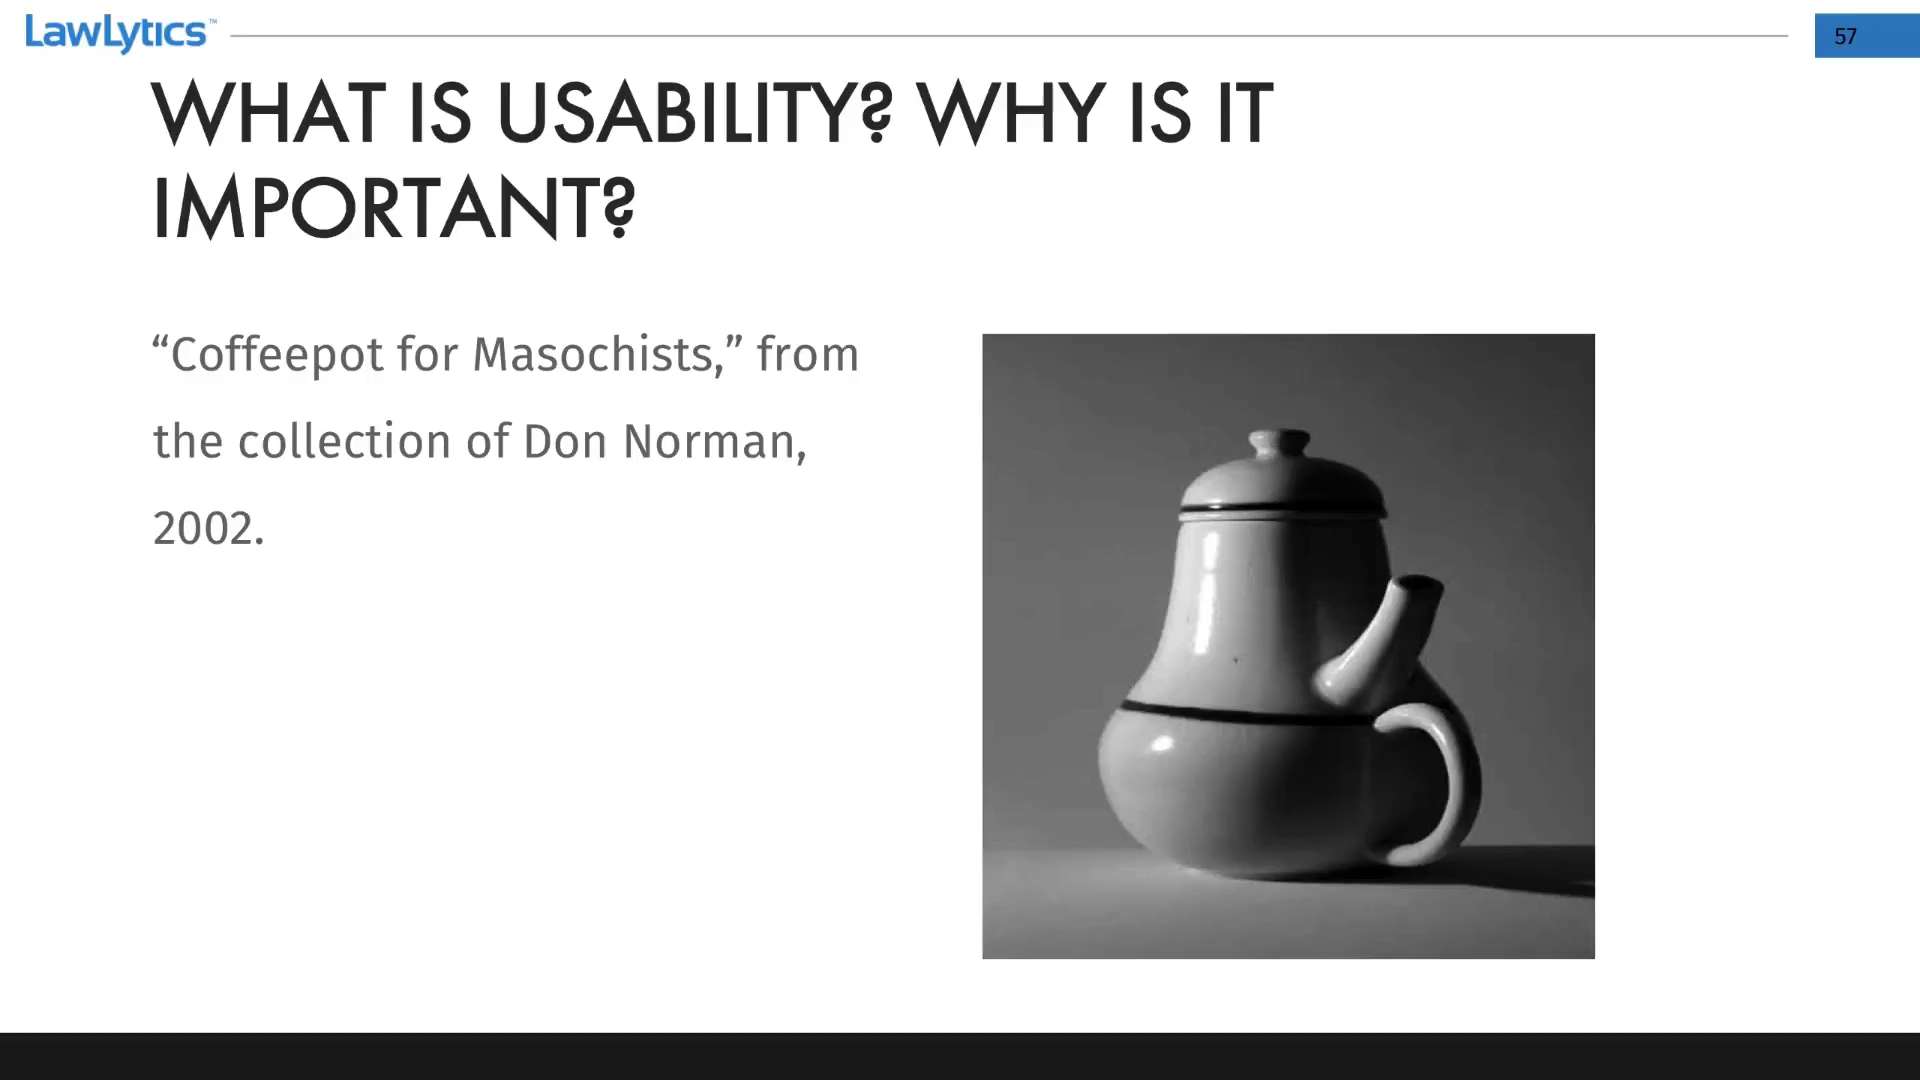 LawLytics™
57
WHAT IS USABILITY? WHY IS IT
IMPORTANT?
“Coffeepot for Masochists,” from
the collection of Don Norman,
2002.